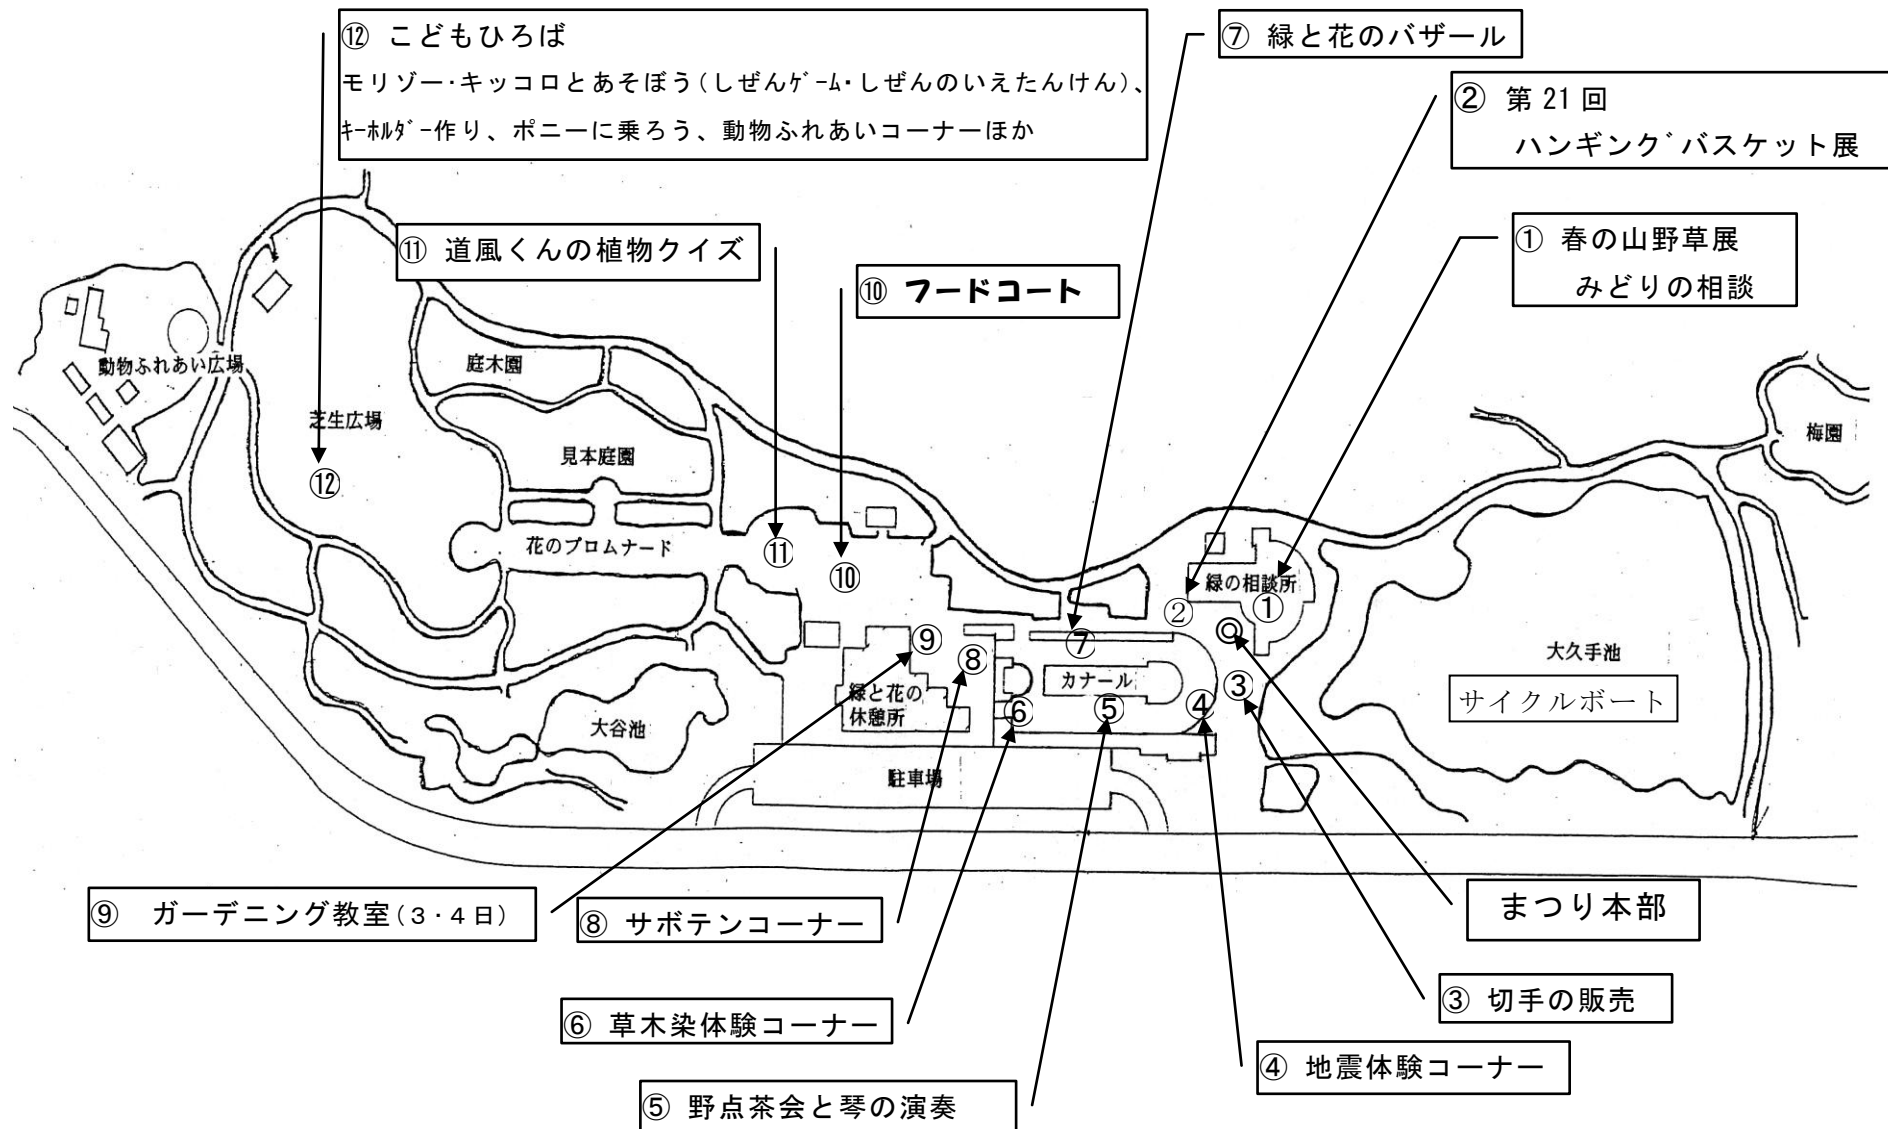 ⑫ こどもひろば
モリゾー・キッコロとあそぼう(しぜんゲーム・しぜんのいえたんけん)、
キーホルダー作り、ポニーに乗ろう、動物ふれあいコーナーほか
⑦ 緑と花のバザール
② 第21回
ハンギングバスケット展
① 春の山野草展
みどりの相談
⑪ 道風くんの植物クイズ
⑩ フードコート
動物ふれあい広場
庭木園
芝生広場
見本庭園
梅園
⑫
花のプロムナード
⑪
⑩
緑の相談所
②
①
⑨
⑧
⑦
◎
大久手池
カナール
③
サイクルボート
緑と花の
休憩所
⑥
⑤
④
大谷池
駐車場
⑨ ガーデニング教室(3・4日)
⑧ サボテンコーナー
まつり本部
③ 切手の販売
⑥ 草木染体験コーナー
④ 地震体験コーナー
⑤ 野点茶会と琴の演奏